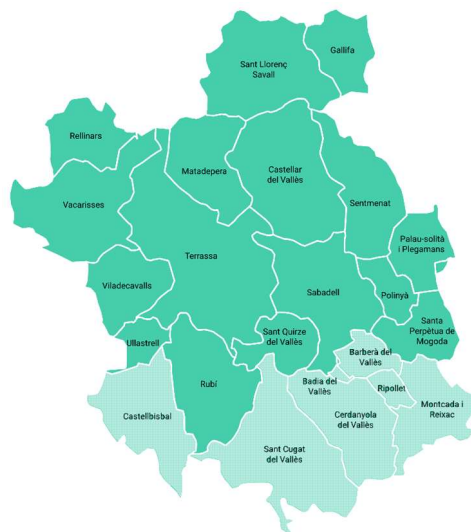 Gallifa
Sant Llorenç
Savall
Rellinars
Matadepera
Castellar
del Vallès
Vacarisses
Sentmenat
Palau-solità
i Plegamans
Terrassa
Viladecavalls
Sabadell
Polinyà
Santa
Perpètua de
Mogoda
Ullastrell
Sant Quirze
del Vallès
Barberà del
Vallès
Rubí
Badia del
Vallès
Ripollet
Castellbisbal
Cerdanyola
del Vallès
Montcada i
Reixac
Sant Cugat
del Vallès